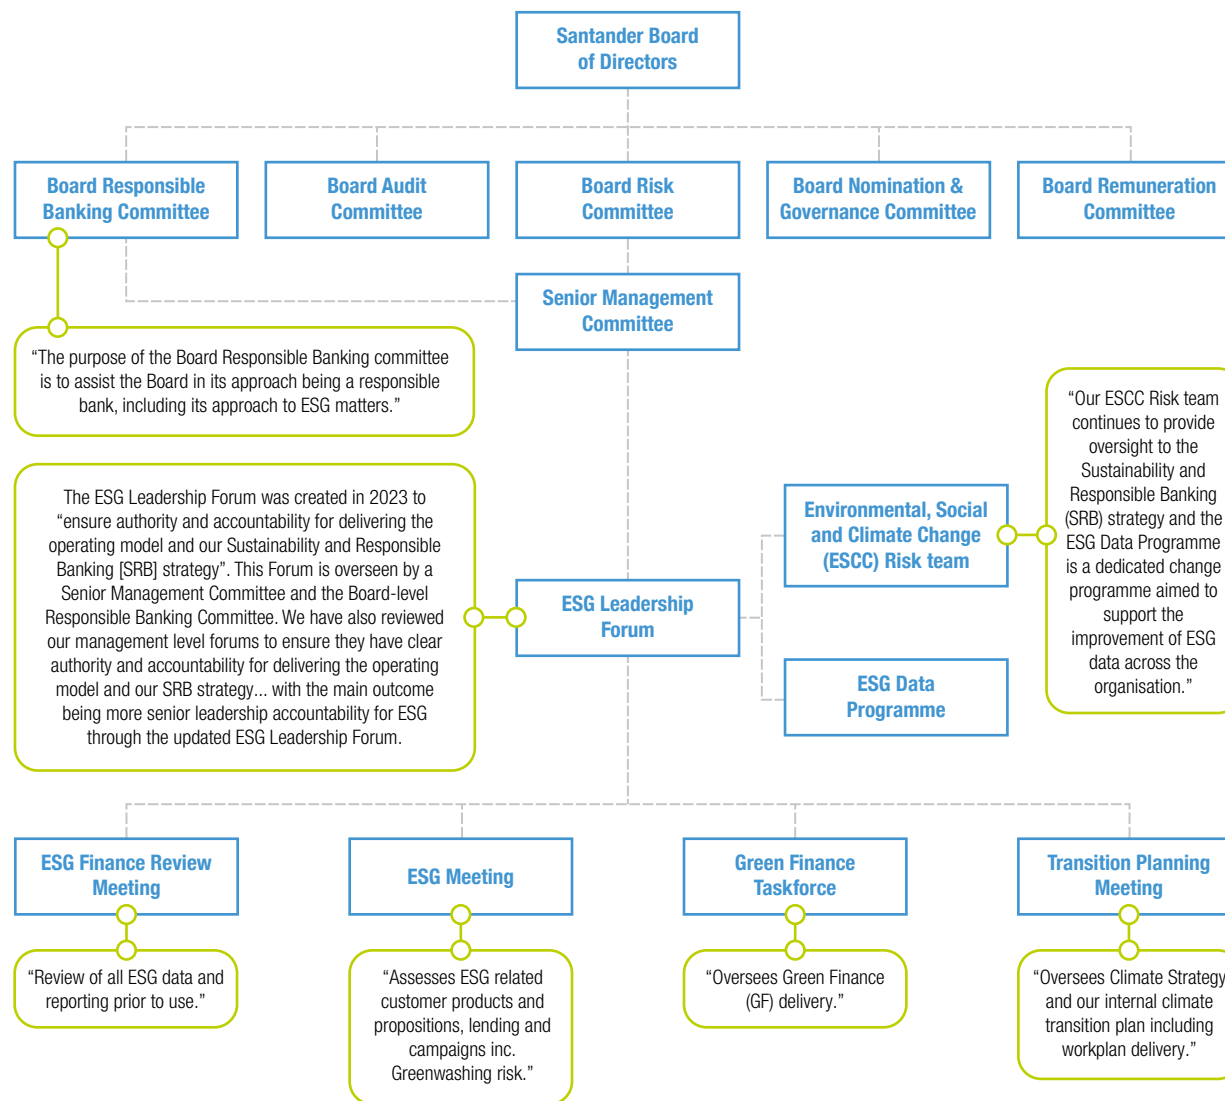 Santander Board
of Directors
Board Responsible
Banking Committee
Board Audit
Committee
Board Risk
Committee
Board Nomination &
Governance Committee
Board Remuneration
Committee
Senior Management
Committee
“The purpose of the Board Responsible Banking committee
is to assist the Board in its approach being a responsible
bank, including its approach to ESG matters.”
The ESG Leadership Forum was created in 2023 to
“ensure authority and accountability for delivering the
operating model and our Sustainability and Responsible
Banking [SRB] strategy”. This Forum is overseen by a
Senior Management Committee and the Board-level
Responsible Banking Committee. We have also reviewed
our management level forums to ensure they have clear
authority and accountability for delivering the operating
model and our SRB strategy... with the main outcome
being more senior leadership accountability for ESG
through the updated ESG Leadership Forum.
ESG Leadership
Forum
Environmental, Social
and Climate Change
(ESCC) Risk team
ESG Data
Programme
“Our ESCC Risk team
continues to provide
oversight to the
Sustainability and
Responsible Banking
(SRB) strategy and the
ESG Data Programme
is a dedicated change
programme aimed to
support the
improvement of ESG
data across the
organisation.”
ESG Finance Review
Meeting
ESG Meeting
Green Finance
Taskforce
Transition Planning
Meeting
“Review of all ESG data and
reporting prior to use.”
“Assesses ESG related
customer products and
propositions, lending and
campaigns inc.
Greenwashing risk.”
“Oversees Green Finance
(GF) delivery.”
“Oversees Climate Strategy
and our internal climate
transition plan including
workplan delivery.”